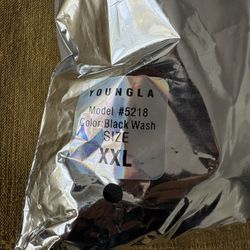 YOUNGLA
Model #5218
Color:Black Wash
SIZE
XXL